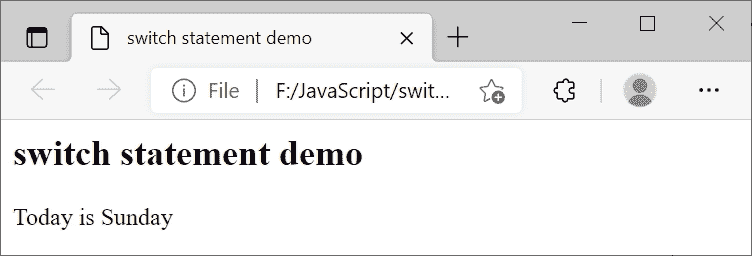 switch statement demo
File F:/JavaScript/swit...
switch statement demo
Today is Sunday